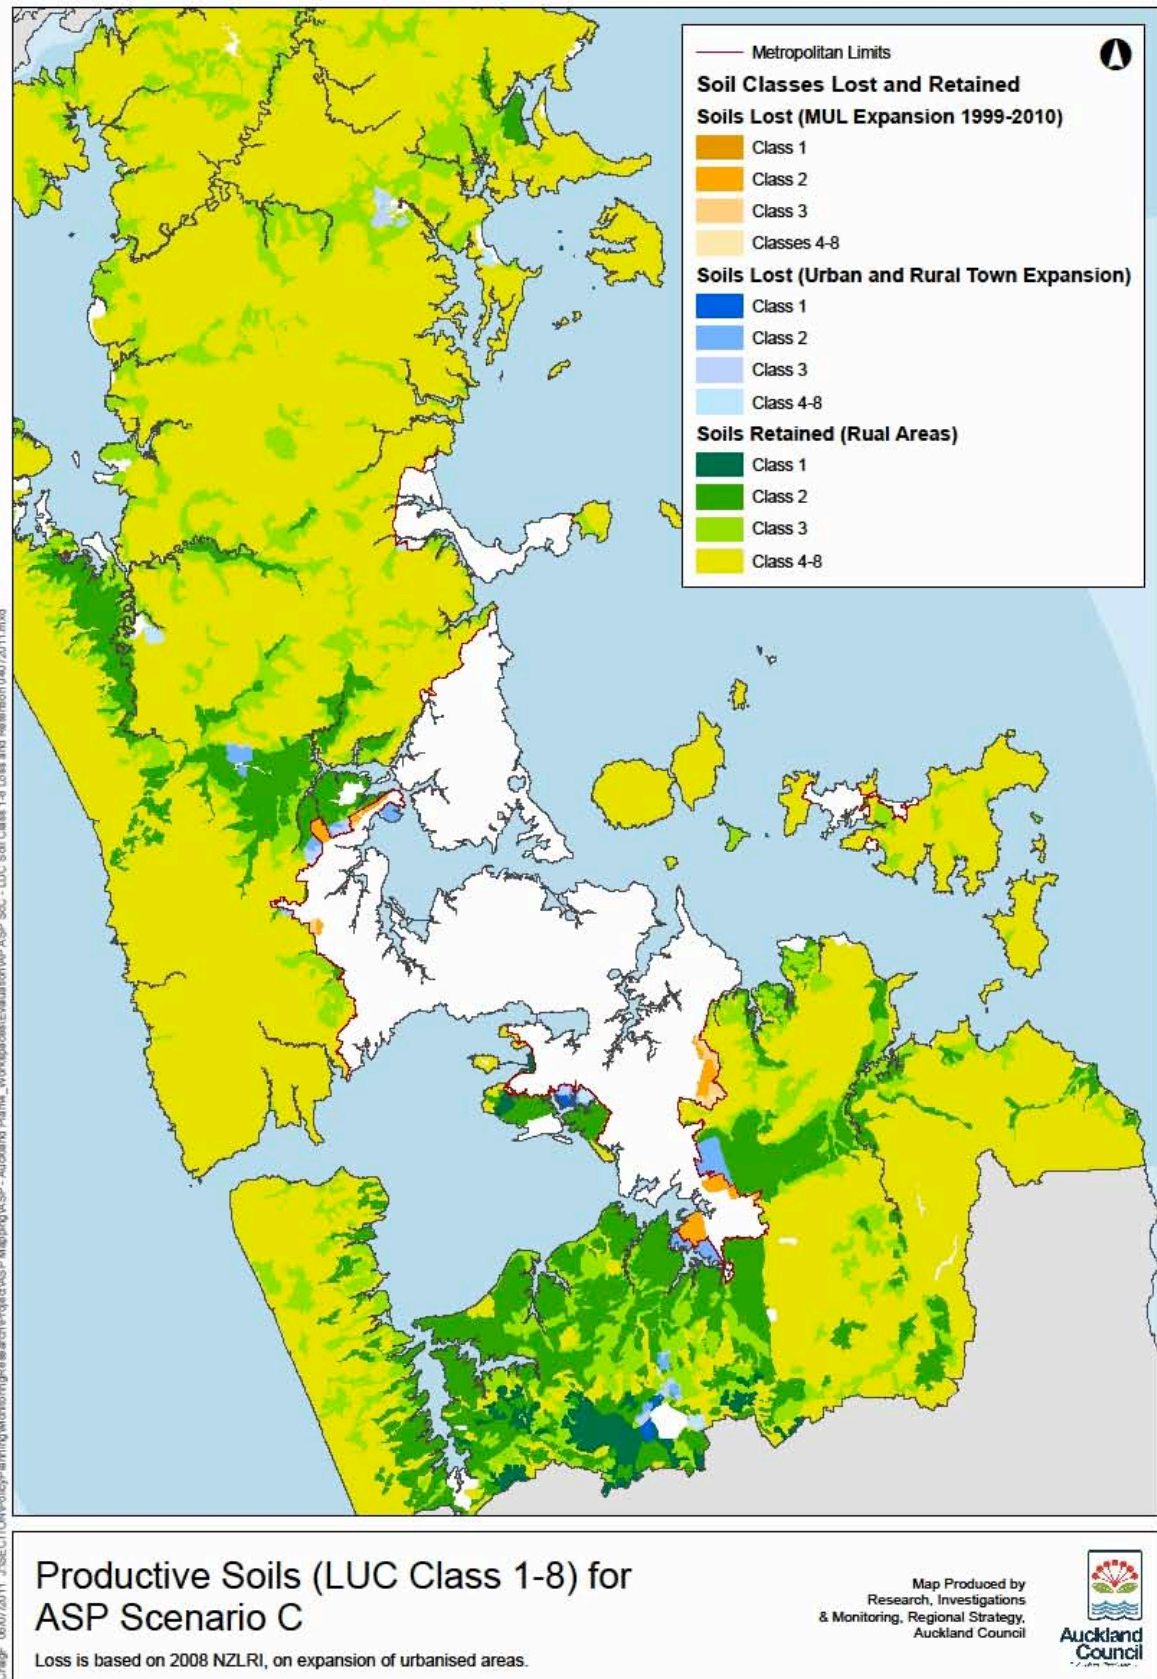 Metropolitan Limits
Soil Classes Lost and Retained
Soils Lost (MUL Expansion 1999-2010)
Class 1
Class 2
Class 3
Classes 4-8
Soils Lost (Urban and Rural Town Expansion)
Class 1
Class 2
Class 3
Class 4-8
Soils Retained (Rual Areas)
Class 1
Class 2
Class 3
Class 4-8
Productive Soils (LUC Class 1-8) for
ASP Scenario C
Loss is based on 2008 NZLRI, on expansion of urbanised areas.
Map Produced by
Research, Investigations
& Monitoring, Regional Strategy,
Auckland Council
Auckland
Council